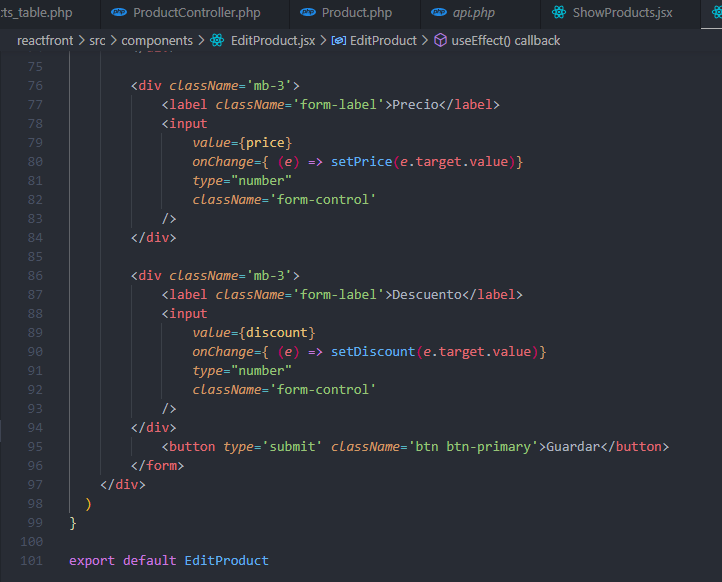 ts_table.php ProductController.php Product.php api.php ShowProducts.jsx
reactfront > src > components > EditProduct.jsx > EditProduct > useEffect() callback
75
76 <div className='mb-3'>
77 <label className='form-label'>Precio</label>
78 <input
79 value={price}
80 onChange={ (e) => setPrice(e.target.value)}
81 type="number"
82 className='form-control'
83 />
84 </div>
85
86 <div className='mb-3'>
87 <label className='form-label'>Descuento</label>
88 <input
89 value={discount}
90 onChange={ (e) => setDiscount(e.target.value)}
91 type="number"
92 className='form-control'
93 />
94 </div>
95 <button type='submit' className='btn btn-primary'>Guardar</button>
96 </form>
97 </div>
98 )
99 }
100
101 export default EditProduct